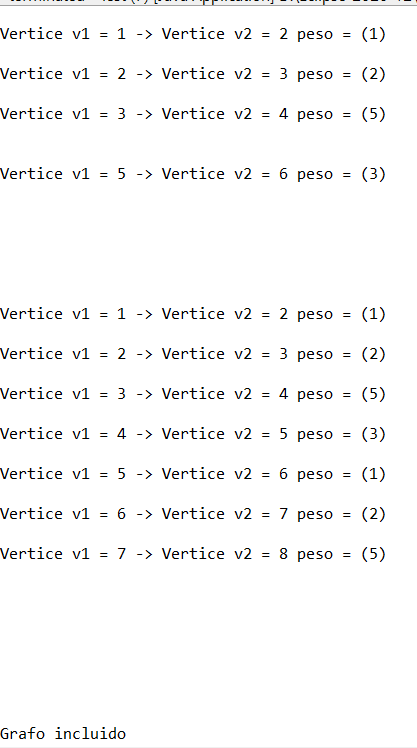 Vertice v1 = 1 -> Vertice v2 = 2 peso = (1)
Vertice v1 = 2 -> Vertice v2 = 3 peso = (2)
Vertice v1 = 3 -> Vertice v2 = 4 peso = (5)
Vertice v1 = 5 -> Vertice v2 = 6 peso = (3)
Vertice v1 = 1 -> Vertice v2 = 2 peso = (1)
Vertice v1 = 2 -> Vertice v2 = 3 peso = (2)
Vertice v1 = 3 -> Vertice v2 = 4 peso = (5)
Vertice v1 = 4 -> Vertice v2 = 5 peso = (3)
Vertice v1 = 5 -> Vertice v2 = 6 peso = (1)
Vertice v1 = 6 -> Vertice v2 = 7 peso = (2)
Vertice v1 = 7 -> Vertice v2 = 8 peso = (5)
Grafo incluido